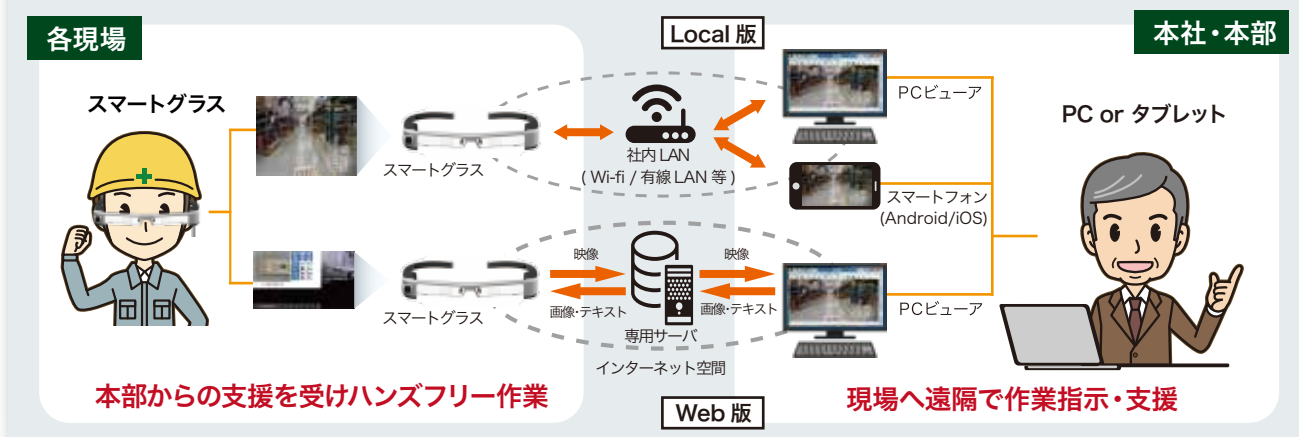 各現場
Local 版
本社・本部
スマートグラス
PCビューア
PC or タブレット
スマートグラス
社内 LAN
( Wi-fi / 有線 LAN 等 )
スマートフォン
(Android/iOS)
映像
映像
画像・テキスト
画像・テキスト
スマートグラス
PCビューア
専用サーバ
インターネット空間
本部からの支援を受けハンズフリー作業
現場へ遠隔で作業指示・支援
Web 版